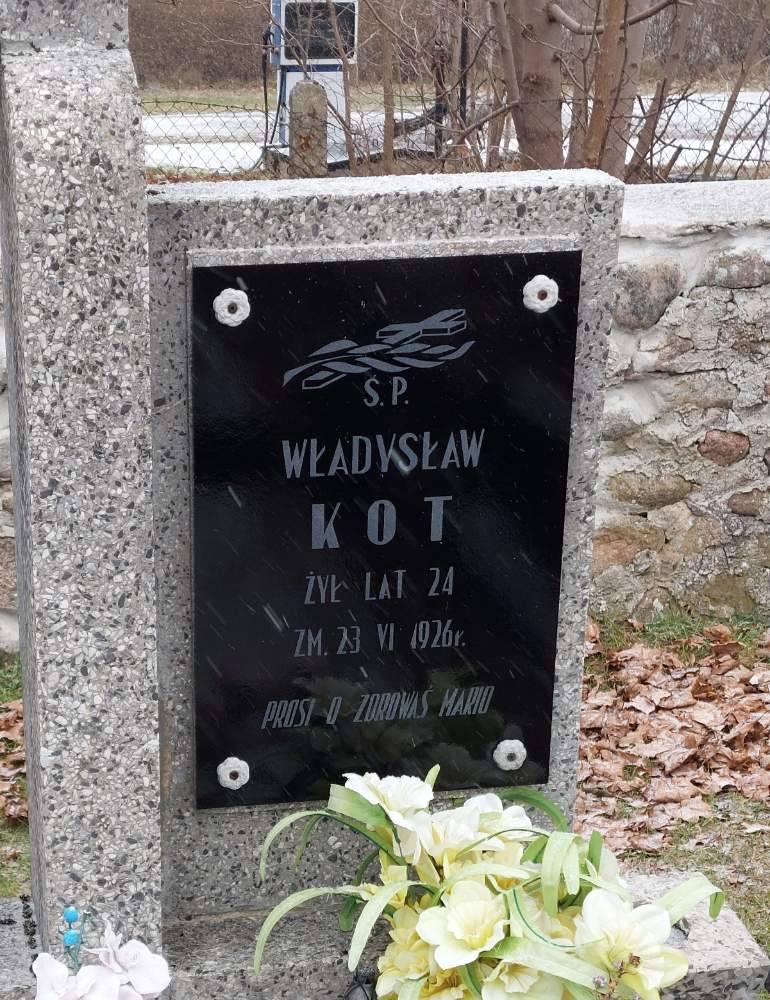 Ś.P.
WŁADYSŁAW
KOT
ŻYŁ LAT 24
ZM. 23 VI 1926r.
PROSI O ZDROWAŚ MARIO